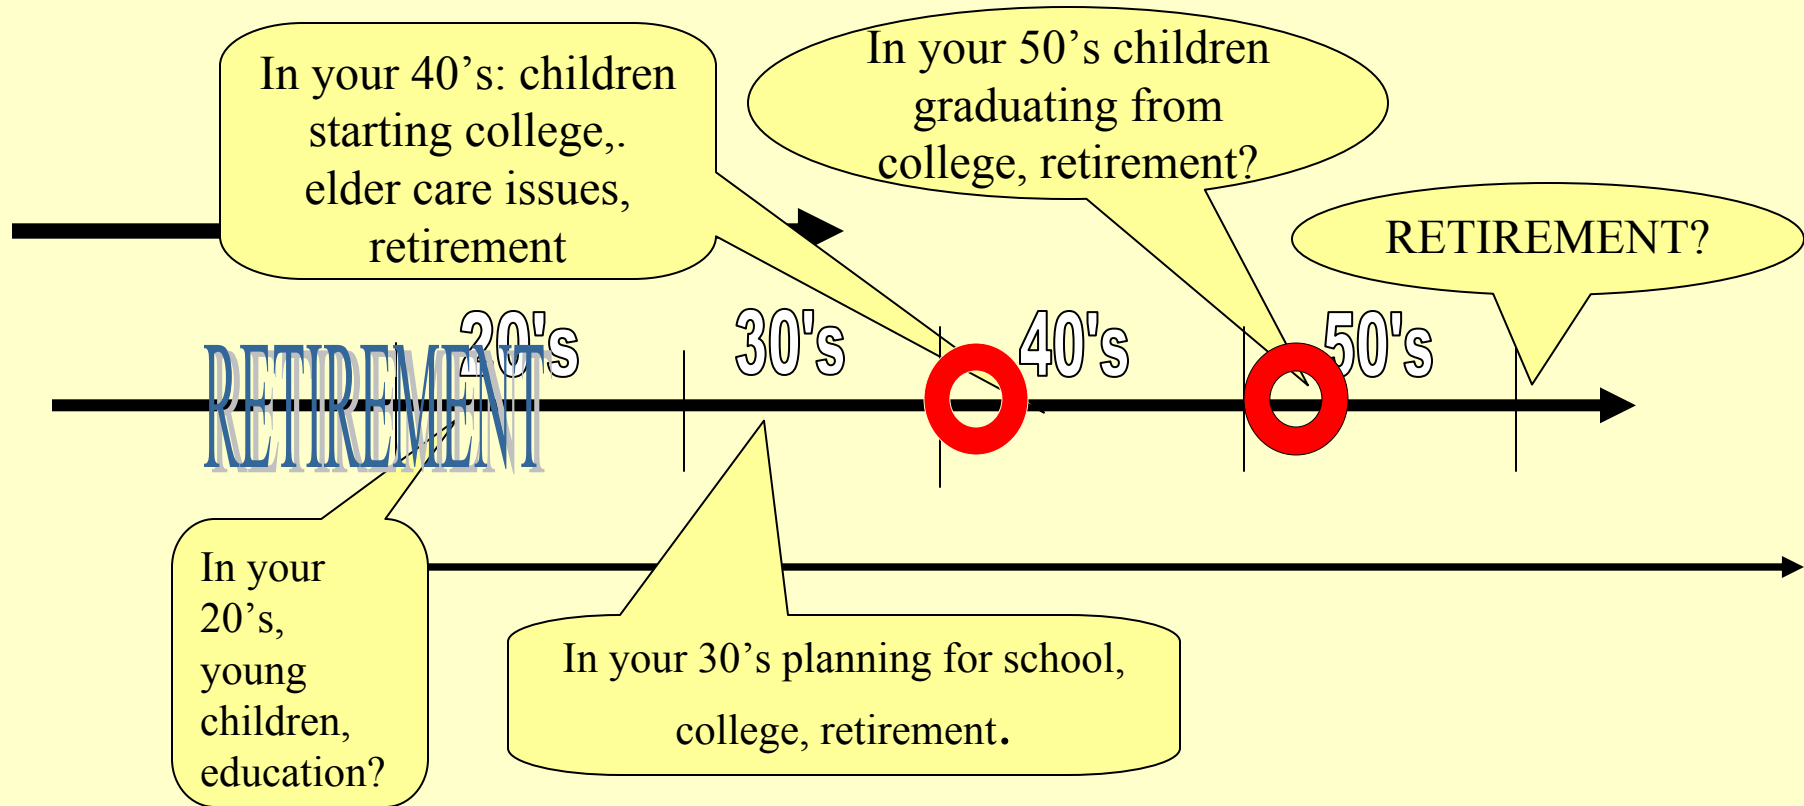 In your 40’s: children
starting college,.
elder care issues,
retirement
In your 50’s children
graduating from
college, retirement?
RETIREMENT?
20's
30's
40's
50's
RETIREMENT
In your
20’s,
young
children,
education?
In your 30’s planning for school,
college, retirement.